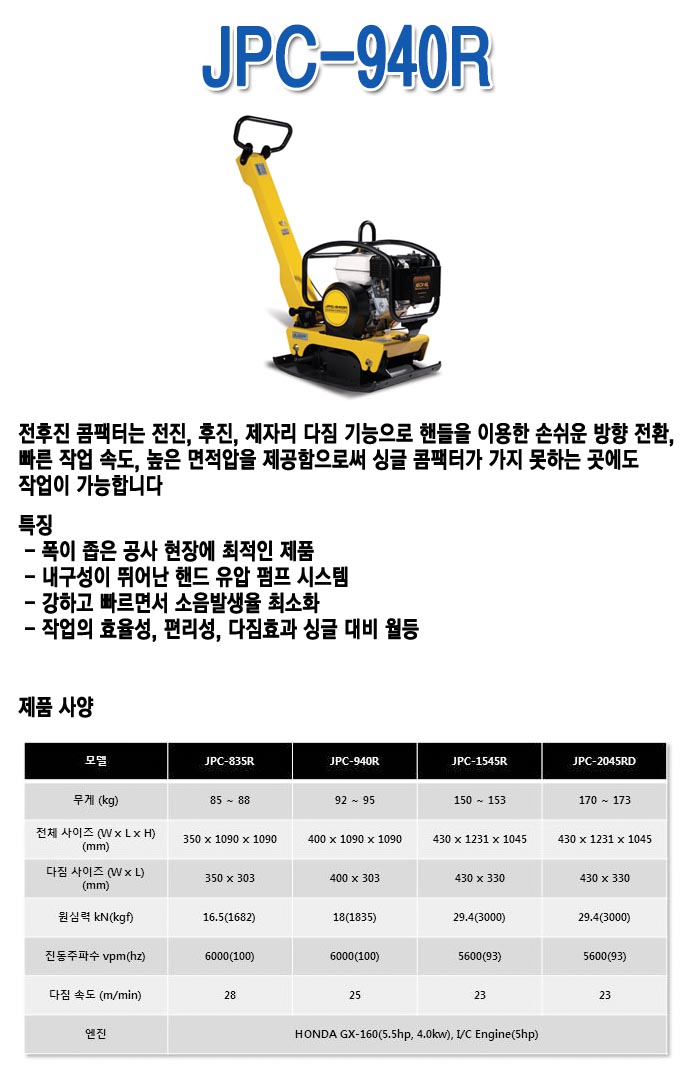 JPC-940R
JPC-940R
전후진 콤팩터는 전진, 후진, 제자리 다짐 기능으로 핸들을 이용한 손쉬운 방향 전환,
빠른 작업 속도, 높은 면적압을 제공함으로써 싱글 콤팩터가 가지 못하는 곳에도
작업이 가능합니다
특징
- 폭이 좁은 공사 현장에 최적인 제품
- 내구성이 뛰어난 핸드 유압 펌프 시스템
- 강하고 빠르면서 소음발생율 최소화
- 작업의 효율성, 편리성, 다짐효과 싱글 대비 월등
제품 사양
모델 JPC-835R JPC-940R JPC-1545R JPC-2045RD
무게 (kg) 85 ~ 88 92 ~ 95 150 ~ 153 170 ~ 173
전체 사이즈 (W x L x H)
(mm) 350 x 1090 x 1090 400 x 1090 x 1090 430 x 1231 x 1045 430 x 1231 x 1045
다짐 사이즈 (W x L)
(mm) 350 x 303 400 x 303 430 x 330 430 x 330
원심력 kN(kgf) 16.5(1682) 18(1835) 29.4(3000) 29.4(3000)
진동주파수 vpm(hz) 6000(100) 6000(100) 5600(93) 5600(93)
다짐 속도 (m/min) 28 25 23 23
엔진 HONDA GX-160(5.5hp, 4.0kw), I/C Engine(5hp)